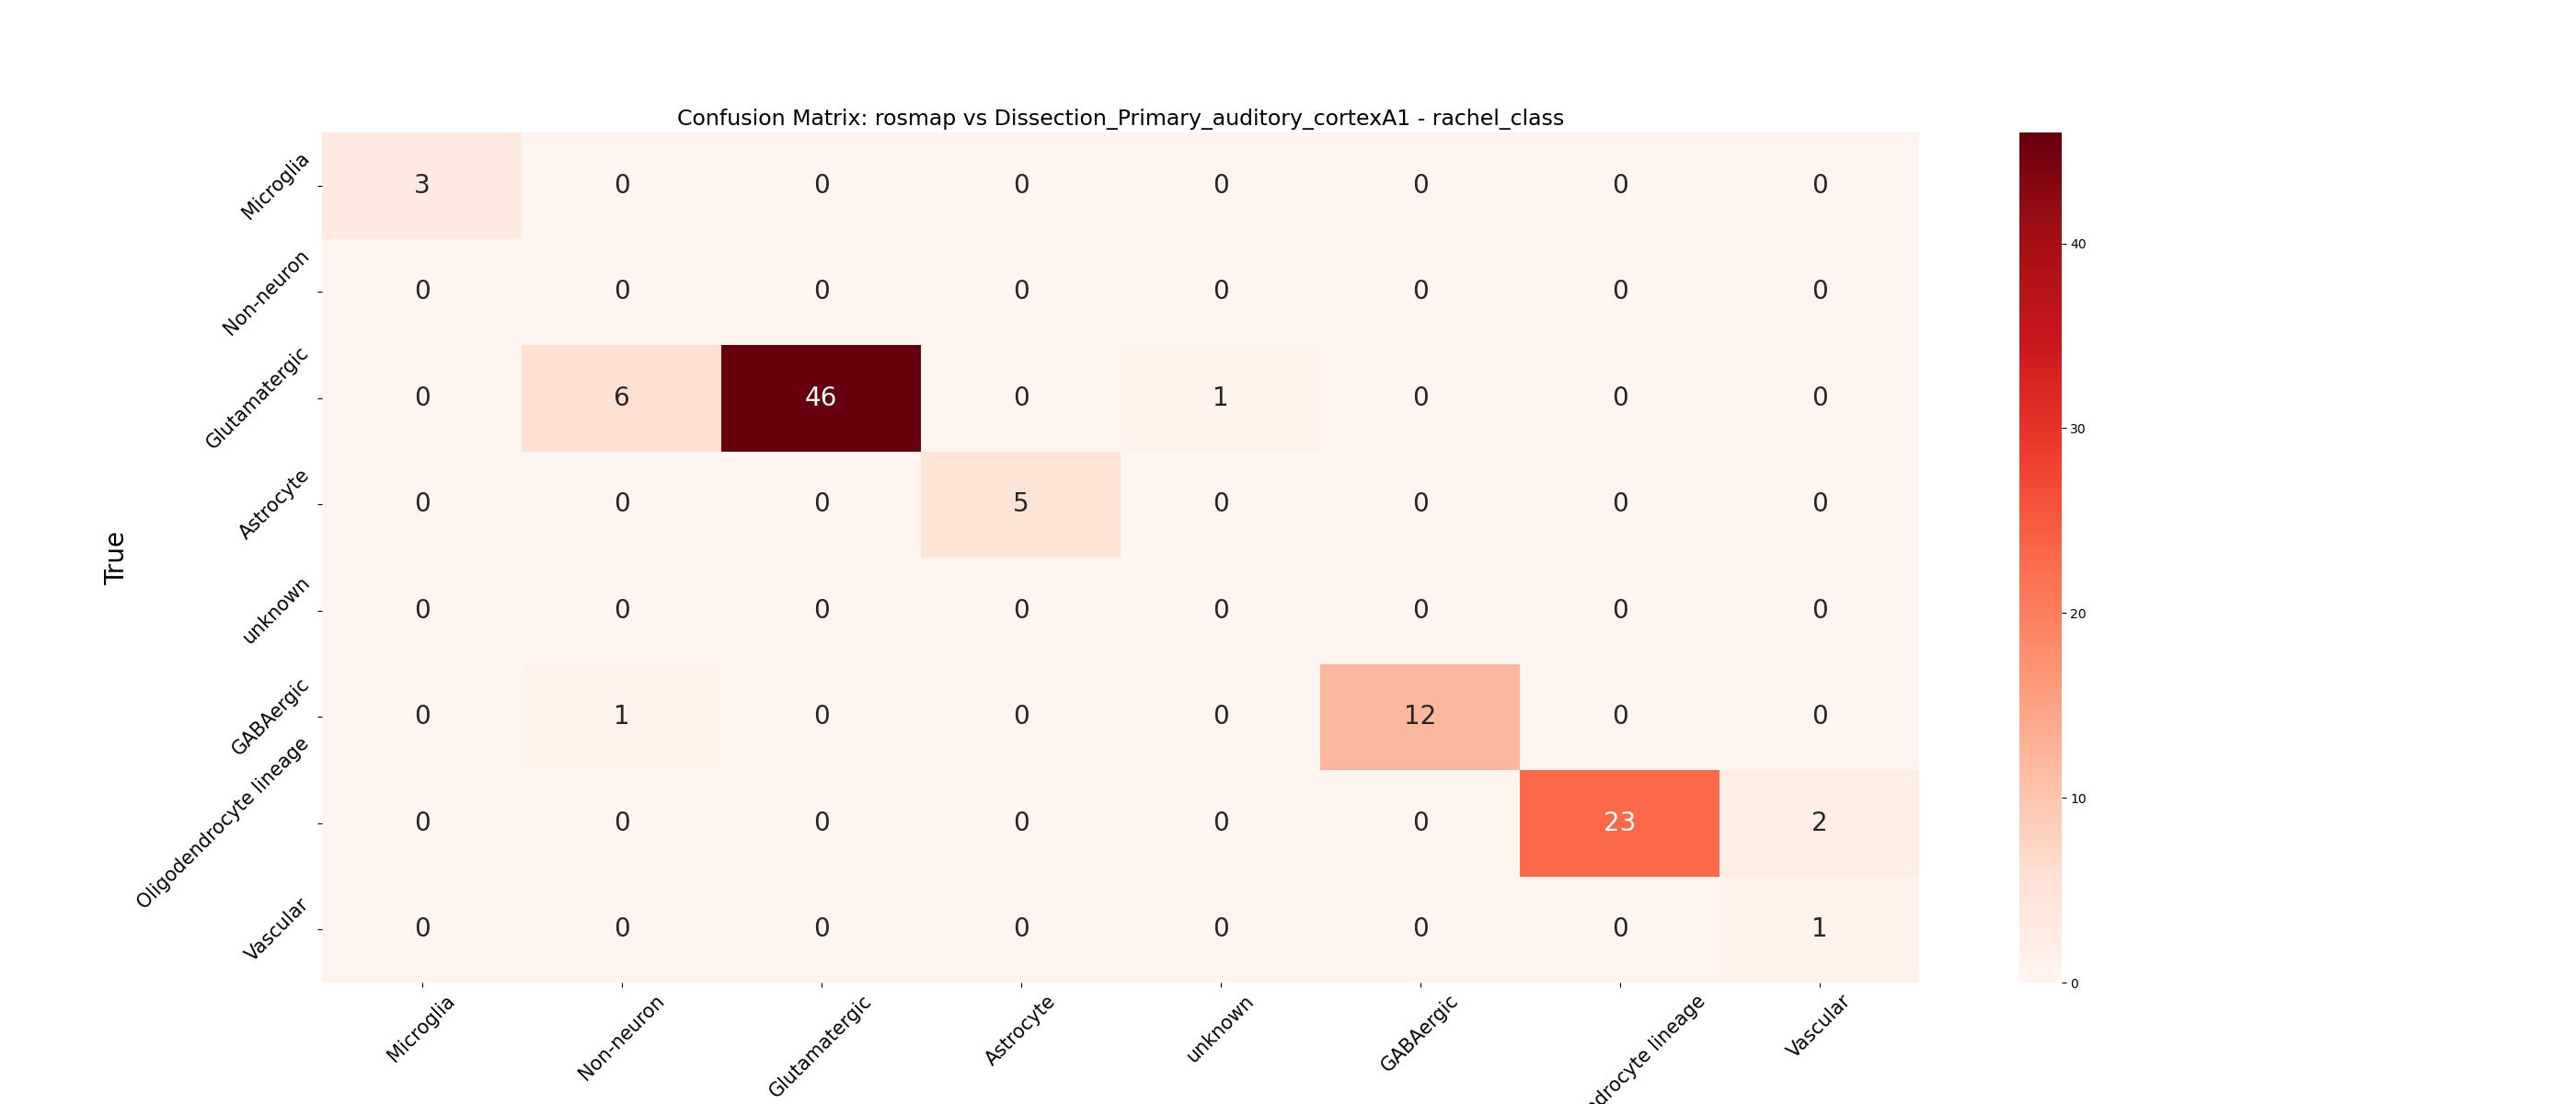 Confusion Matrix: rosmap vs Dissection_Primary_auditory_cortexA1 - rachel_class
Microglia 3 0 0 0 0 0 0 0
Non-neuron 0 0 0 0 0 0 0 0
Glutamatergic 0 6 46 0 1 0 0 0
Astrocyte 0 0 0 5 0 0 0 0
unknown 0 0 0 0 0 0 0 0
GABAergic 0 1 0 0 0 12 0 0
Oligodendrocyte lineage 0 0 0 0 0 0 23 2
Vascular 0 0 0 0 0 0 0 1
True
Microglia Non-neuron Glutamatergic Astrocyte unknown GABAergic lineage Vascular
40
30
20
10
0